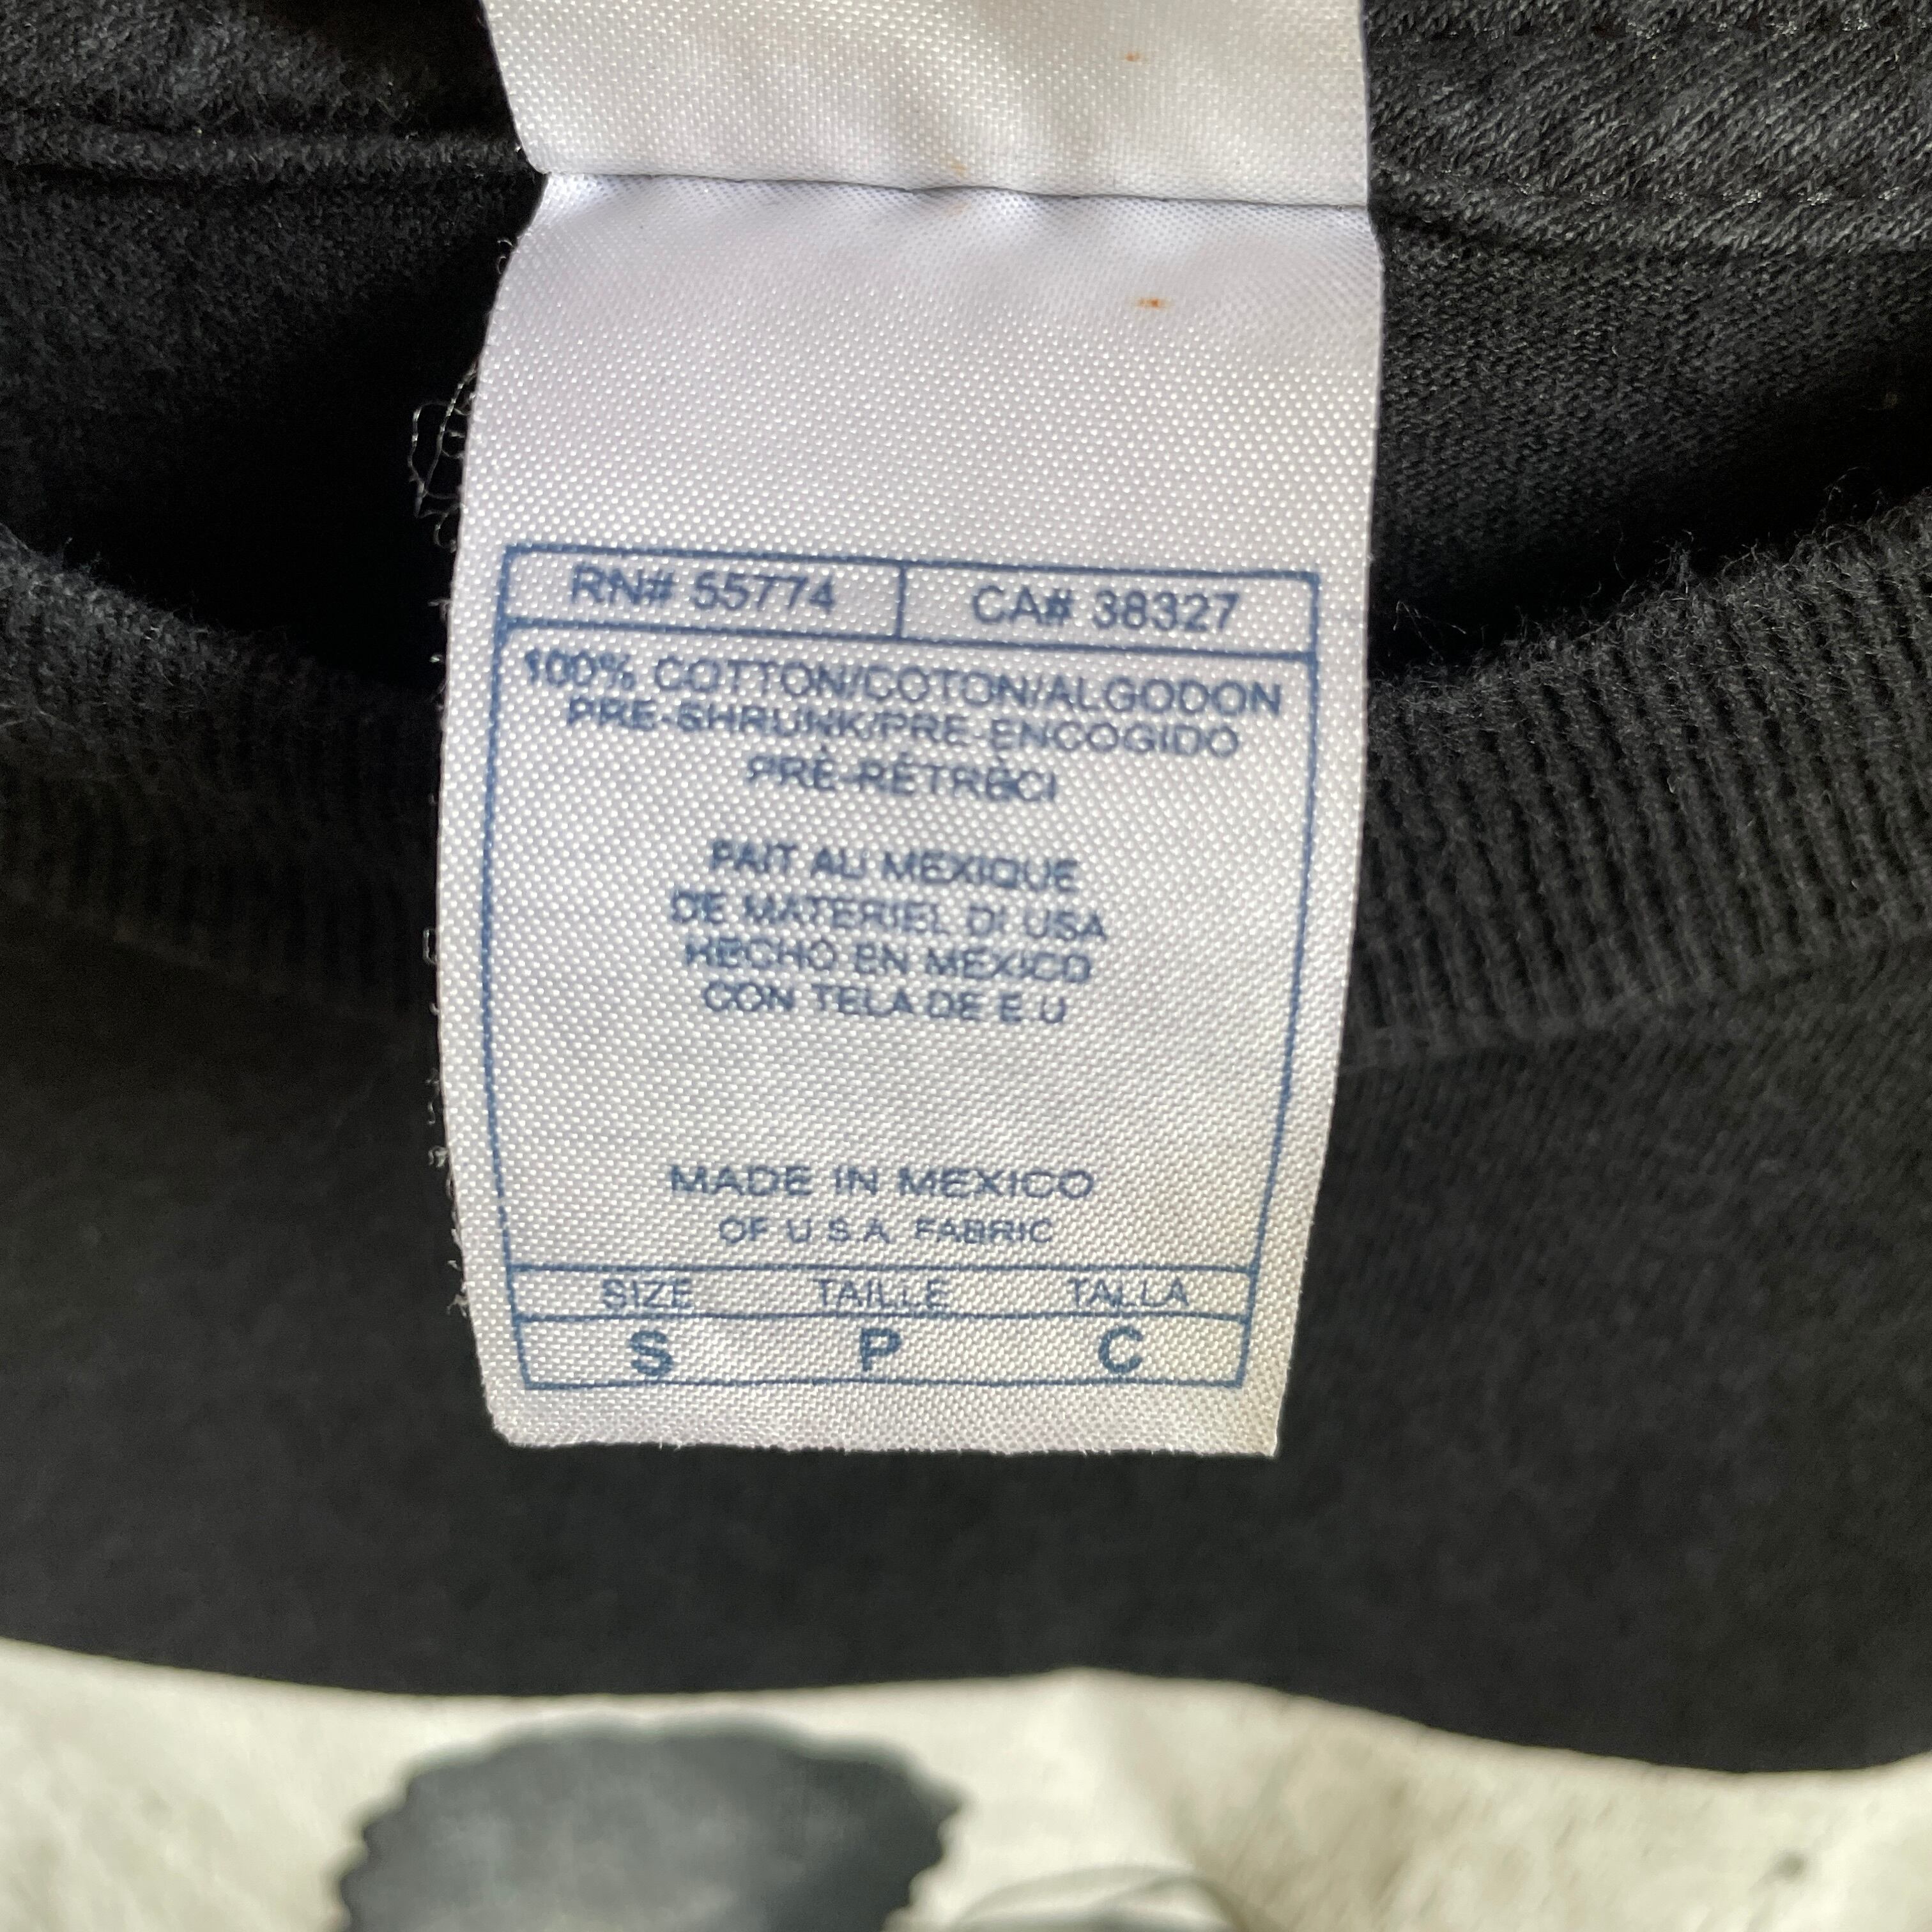 RN# 55774 CA# 38327
100% COTTON/COTON/ALGODON
PRE-SHRUNK/PRE-ENCOGIDO
PRÉ-RÉTRÉCI
FAIT AU MEXIQUE
DE MATERIEL DI USA
HECHO EN MEXICO
CON TELA DE E.U
MADE IN MEXICO
OF U.S.A. FABRIC
SIZE TAILLE TALLA
S P C